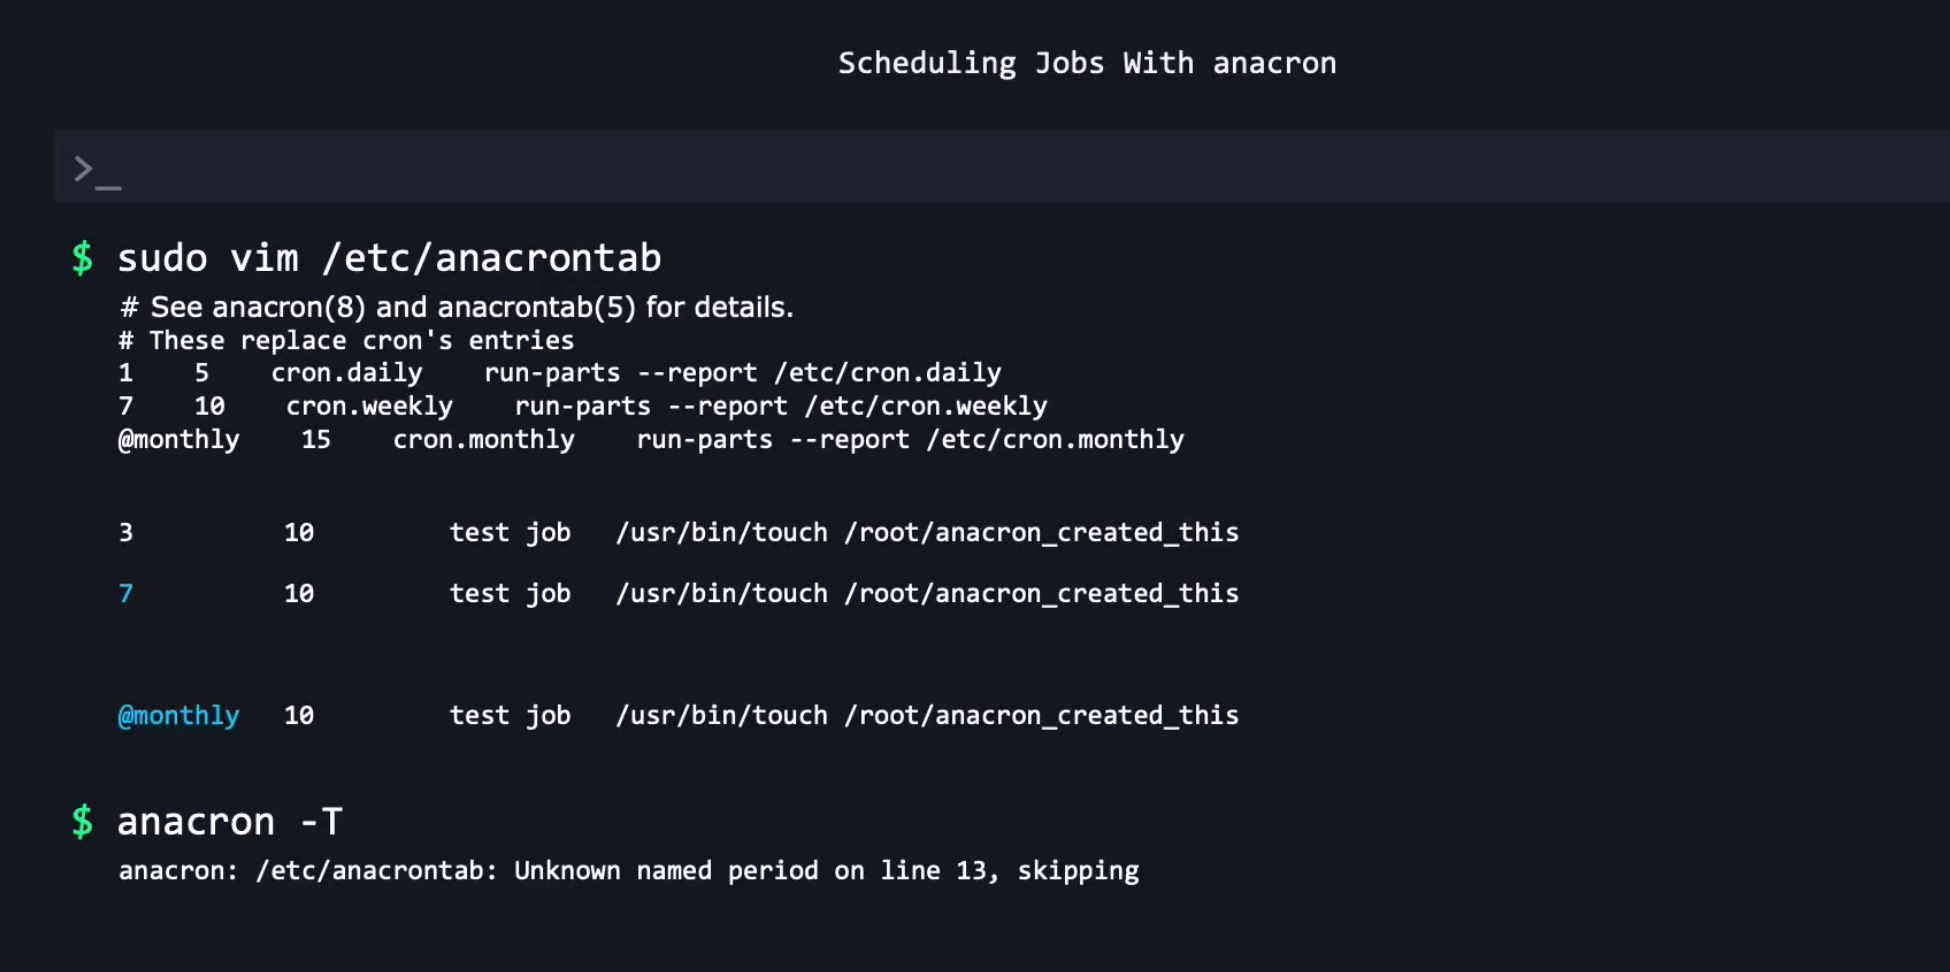 Scheduling Jobs With anacron
>_
$ sudo vim /etc/anacrontab
# See anacron(8) and anacrontab(5) for details.
# These replace cron's entries
1    5    cron.daily    run-parts --report /etc/cron.daily
7    10    cron.weekly    run-parts --report /etc/cron.weekly
@monthly    15    cron.monthly    run-parts --report /etc/cron.monthly
3    10    test job    /usr/bin/touch /root/anacron_created_this
7    10    test job    /usr/bin/touch /root/anacron_created_this
@monthly    10    test job    /usr/bin/touch /root/anacron_created_this
$ anacron -T
anacron: /etc/anacrontab: Unknown named period on line 13, skipping